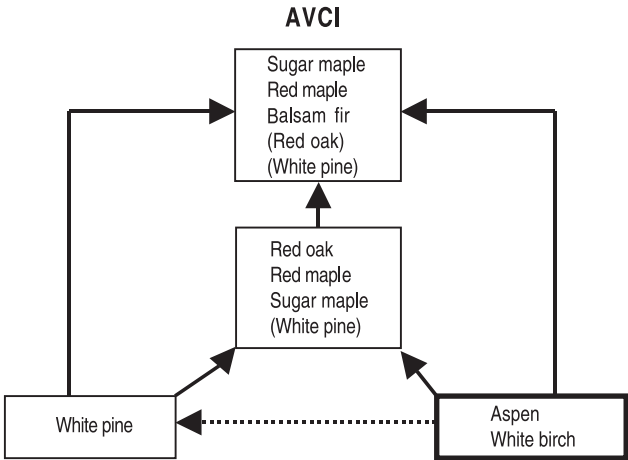 AVCI
Sugar maple
Red maple
Balsam fir
(Red oak)
(White pine)
Red oak
Red maple
Sugar maple
(White pine)
White pine
Aspen
White birch